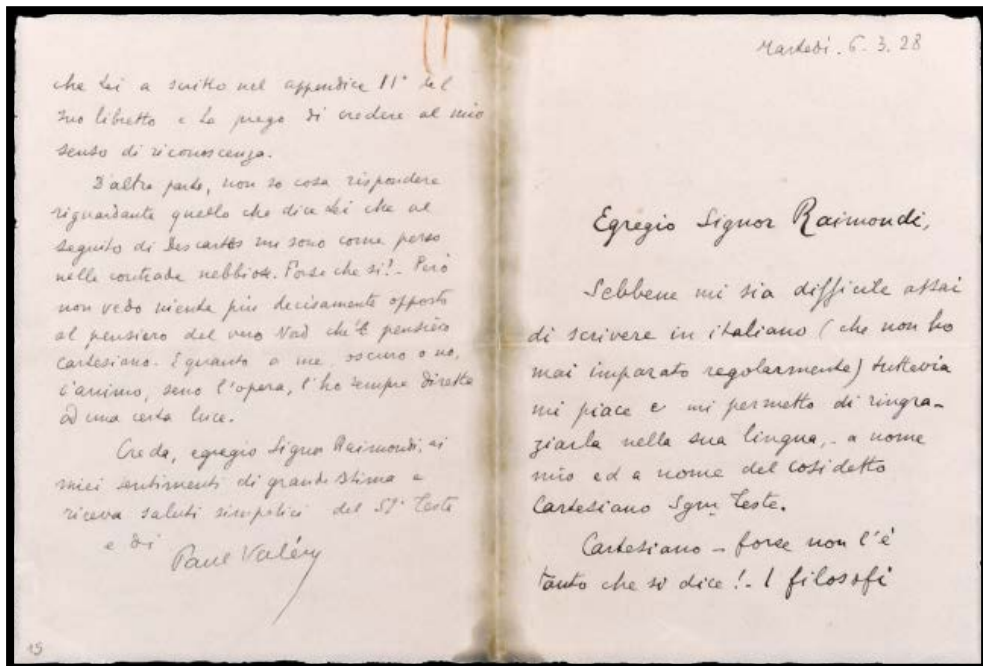 Martedì. 6. 3. 28
Egregio Signor Raimondi,
Sebbene mi sia difficile assai
di scrivere in italiano (che non ho
mai imparato regolarmente) tuttevia
mi piace e mi permetto di ringra-
ziarla nella sua lingua, - a nome
mio ed a nome del cosidetto
Cartesiano Sgnr Teste.
Cartesiano - forse non l'è
tanto che si dice! - I filosofi
che Lei a scritto nel appendice IIª del
suo libretto e La prego di credere al mio
senso di riconoscenza.
D'altra parte, non so cosa rispondere
riguardante quello che dice Lei che al
seguito di Descartes mi sono come perso
nelle contrade nebbiose. Forse che si! - Però
non vedo niente più decisamente opposto
al pensiero del che'l pensiero
cartesiano. E quanto a me, oscuro o no,
l'animo, seno l'opera, l'ho sempre diretto
ad una certa luce.
Creda, egregio Signor Raimondi, ai
miei sentimenti di grande stima e
riceva saluti simpatici del Sr Teste
e di
Paul Valéry
15